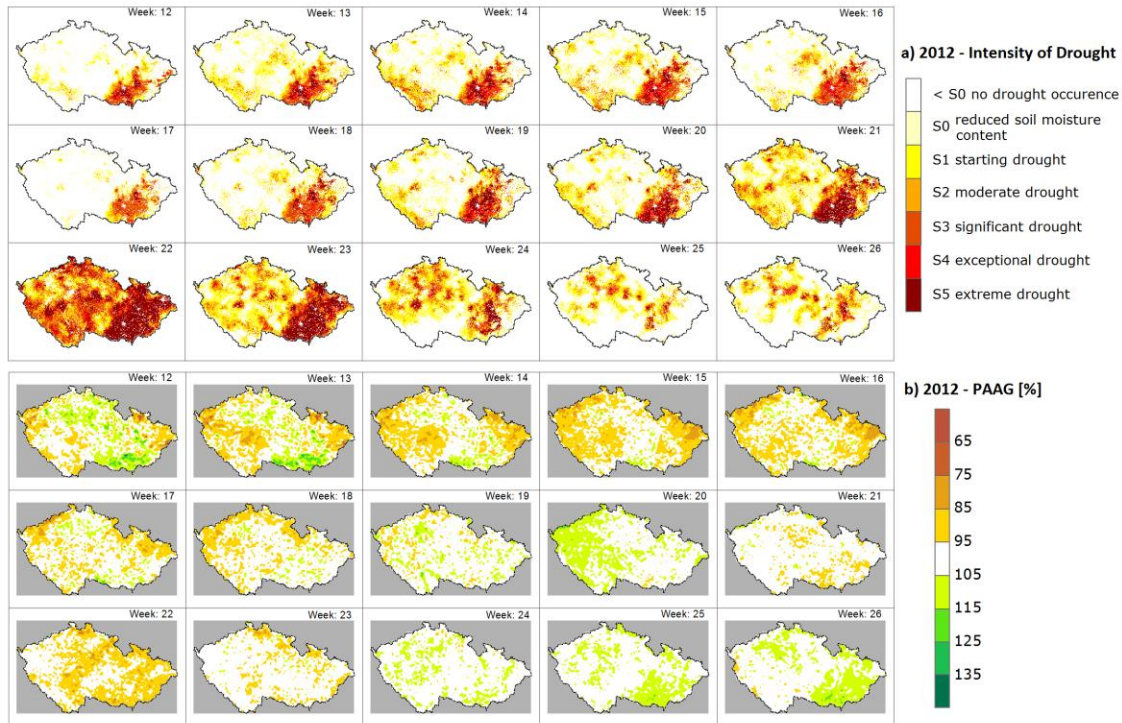 Week: 12
Week: 13
Week: 14
Week: 15
Week: 16
Week: 17
Week: 18
Week: 19
Week: 20
Week: 21
Week: 22
Week: 23
Week: 24
Week: 25
Week: 26
a) 2012 - Intensity of Drought
< S0 no drought occurence
S0 reduced soil moisture
content
S1 starting drought
S2 moderate drought
S3 significant drought
S4 exceptional drought
S5 extreme drought
Week: 12
Week: 13
Week: 14
Week: 15
Week: 16
Week: 17
Week: 18
Week: 19
Week: 20
Week: 21
Week: 22
Week: 23
Week: 24
Week: 25
Week: 26
b) 2012 - PAAG [%]
65
75
85
95
105
115
125
135